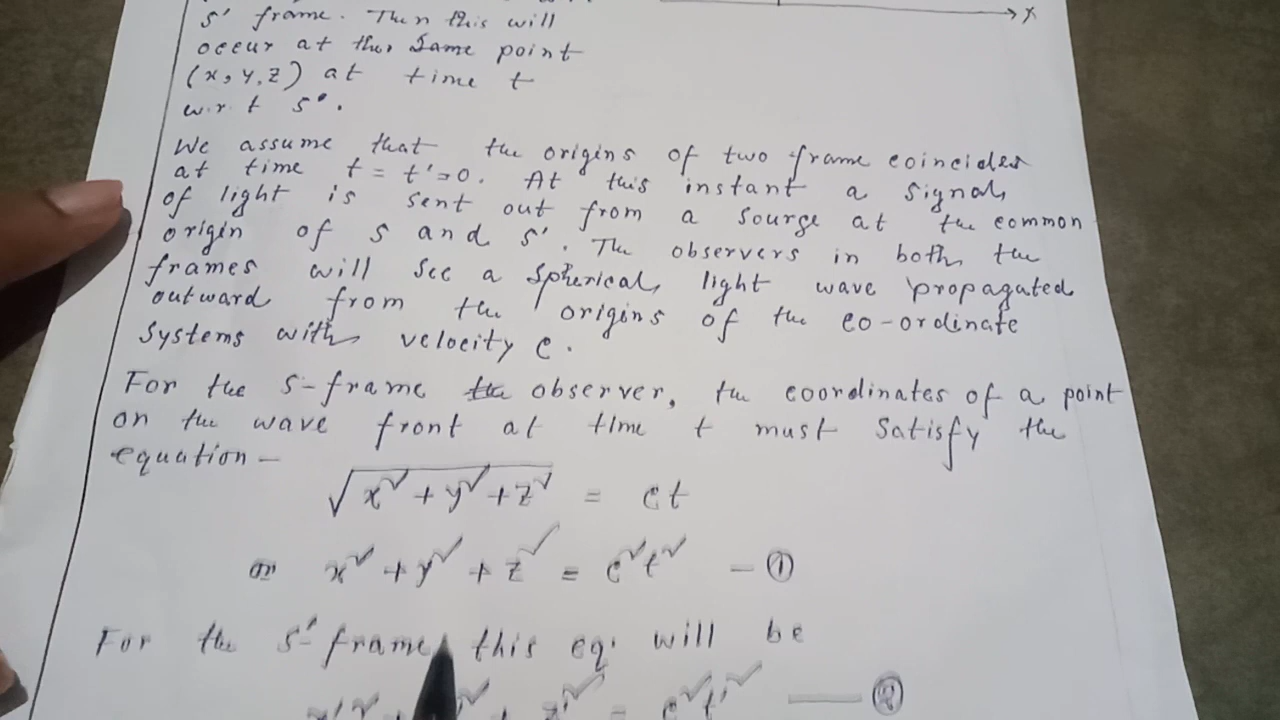 x
s' frame. Then this will
occur at the same point
(x, y, z) at time t
w.r.t s'.
We assume that the origins of two frame coincides
at time t = t' = 0. At this instant a signal
of light is sent out from a sourge at the common
origin of s and s'. The observers in both the
frames will see a spherical light wave propagated
outward from the origins of the co-ordinate
systems with velocity c.
For the s-frame the observer, the coordinates of a point
on the wave front at time t must satisfy the
equation -
√x² + y² + z² = ct
or x² + y² + z² = c²t² - ①
For the s'-frame this eq. will be
z'² = c²t'² — ②